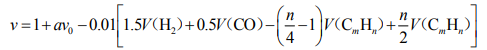 v = 1 + av₀ − 0.01[1.5V(H₂) + 0.5V(CO) − (n/4 − 1)V(CₘHₙ) + n/2 V(CₘHₙ)]